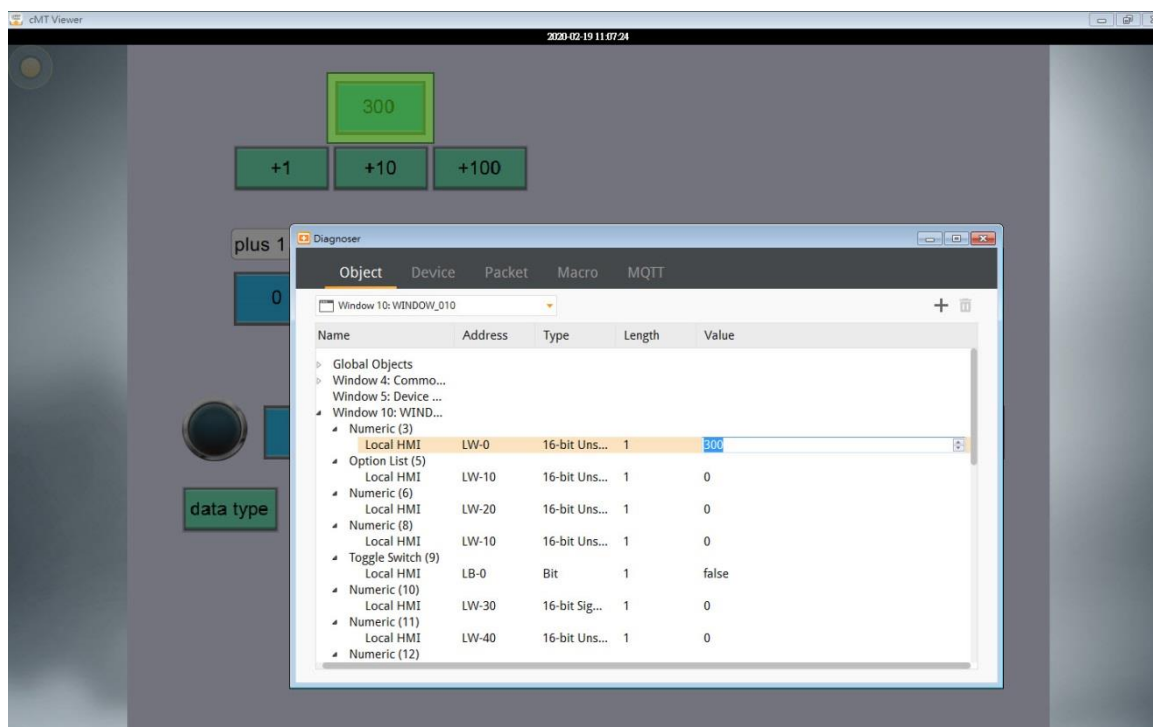 cMT Viewer
2020-02-19 11:07:24
300
+1 +10 +100
plus 1
0
data type
Diagnoser
Object Device Packet Macro MQTT
Window 10: WINDOW_010
Name Address Type Length Value
Global Objects
Window 4: Commo...
Window 5: Device ...
Window 10: WIND...
Numeric (3)
Local HMI LW-0 16-bit Uns... 1 300
Option List (5)
Local HMI LW-10 16-bit Uns... 1 0
Numeric (6)
Local HMI LW-20 16-bit Uns... 1 0
Numeric (8)
Local HMI LW-10 16-bit Uns... 1 0
Toggle Switch (9)
Local HMI LB-0 Bit 1 false
Numeric (10)
Local HMI LW-30 16-bit Sig... 1 0
Numeric (11)
Local HMI LW-40 16-bit Uns... 1 0
Numeric (12)